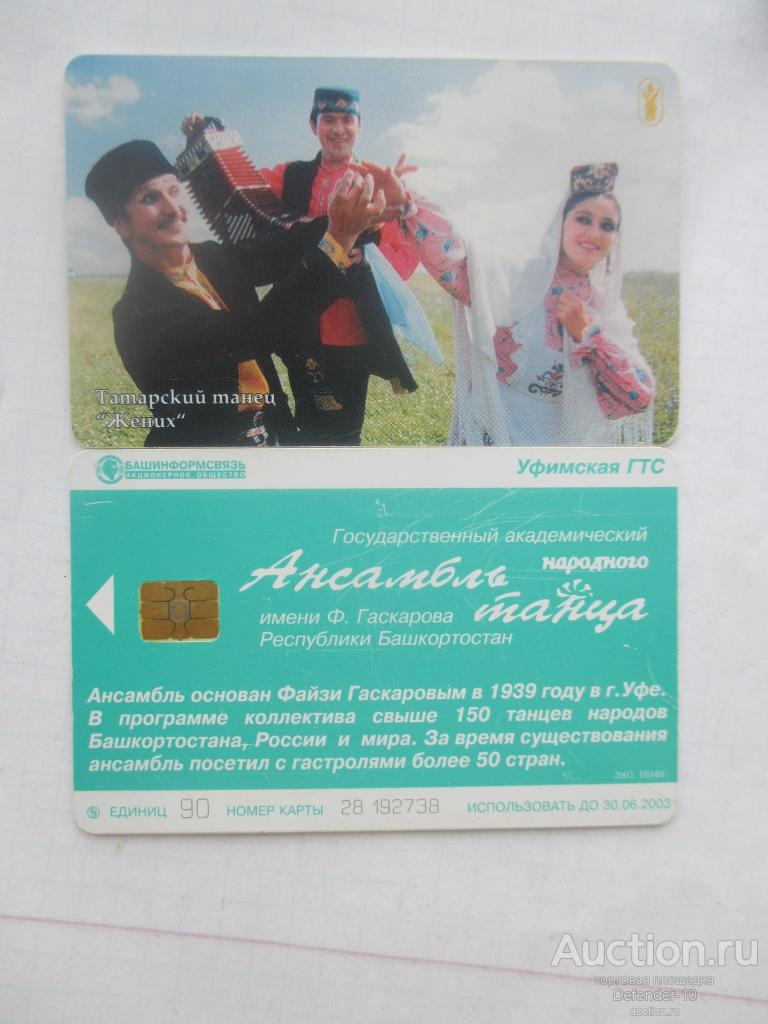 Татарский танец
"Жених"
БАШИНФОРМСВЯЗЬ
АКЦИОНЕРНОЕ ОБЩЕСТВО
Уфимская ГТС
Государственный академический
Ансамбль народного
имени Ф. Гаскарова танца
Республики Башкортостан
Ансамбль основан Файзи Гаскаровым в 1939 году в г.Уфе.
В программе коллектива свыше 150 танцев народов
Башкортостана, России и мира. За время существования
ансамбль посетил с гастролями более 50 стран.
2002. ППФГ
ЕДИНИЦ 90 НОМЕР КАРТЫ 28 192738 ИСПОЛЬЗОВАТЬ ДО 30.06.2003
Auction.ru
торговая площадка
Defender-10
auction.ru